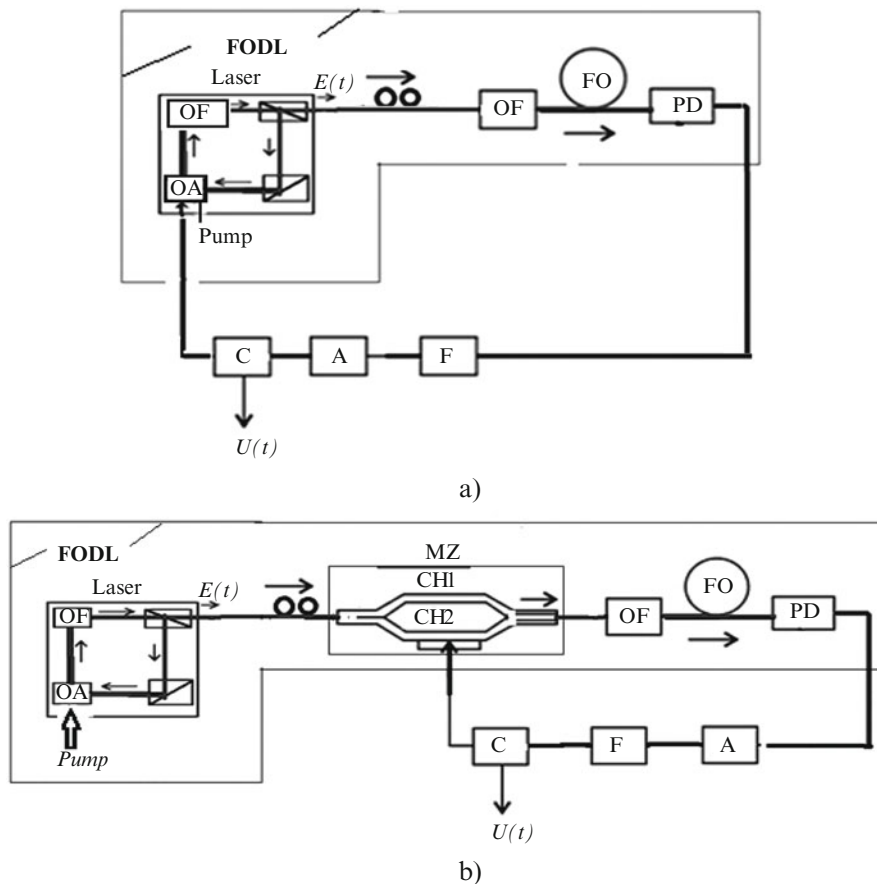 FODL
Laser
E(t)
OF
OF
FO
PD
OA
Pump
C
A
F
U(t)
a)
FODL
Laser
E(t)
MZ
CH1
CH2
OF
OF
FO
PD
OA
Pump
C
F
A
U(t)
b)